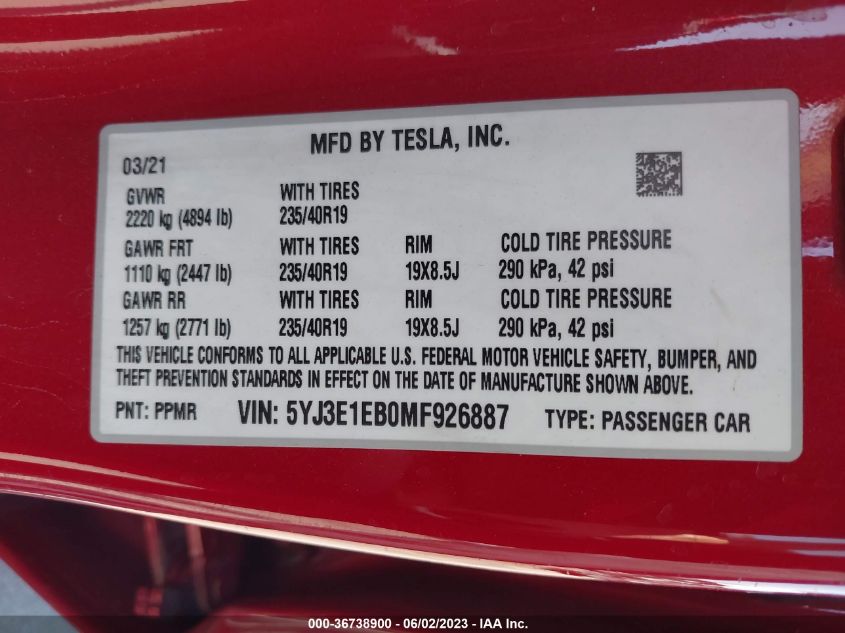 MFD BY TESLA, INC.
03/21
GVWR WITH TIRES
2220 kg (4894 lb) 235/40R19
GAWR FRT WITH TIRES RIM COLD TIRE PRESSURE
1110 kg (2447 lb) 235/40R19 19X8.5J 290 kPa, 42 psi
GAWR RR WITH TIRES RIM COLD TIRE PRESSURE
1257 kg (2771 lb) 235/40R19 19X8.5J 290 kPa, 42 psi
THIS VEHICLE CONFORMS TO ALL APPLICABLE U.S. FEDERAL MOTOR VEHICLE SAFETY, BUMPER, AND
THEFT PREVENTION STANDARDS IN EFFECT ON THE DATE OF MANUFACTURE SHOWN ABOVE.
PNT: PPMR VIN: 5YJ3E1EB0MF926887 TYPE: PASSENGER CAR
000-36738900 - 06/02/2023 - IAA Inc.